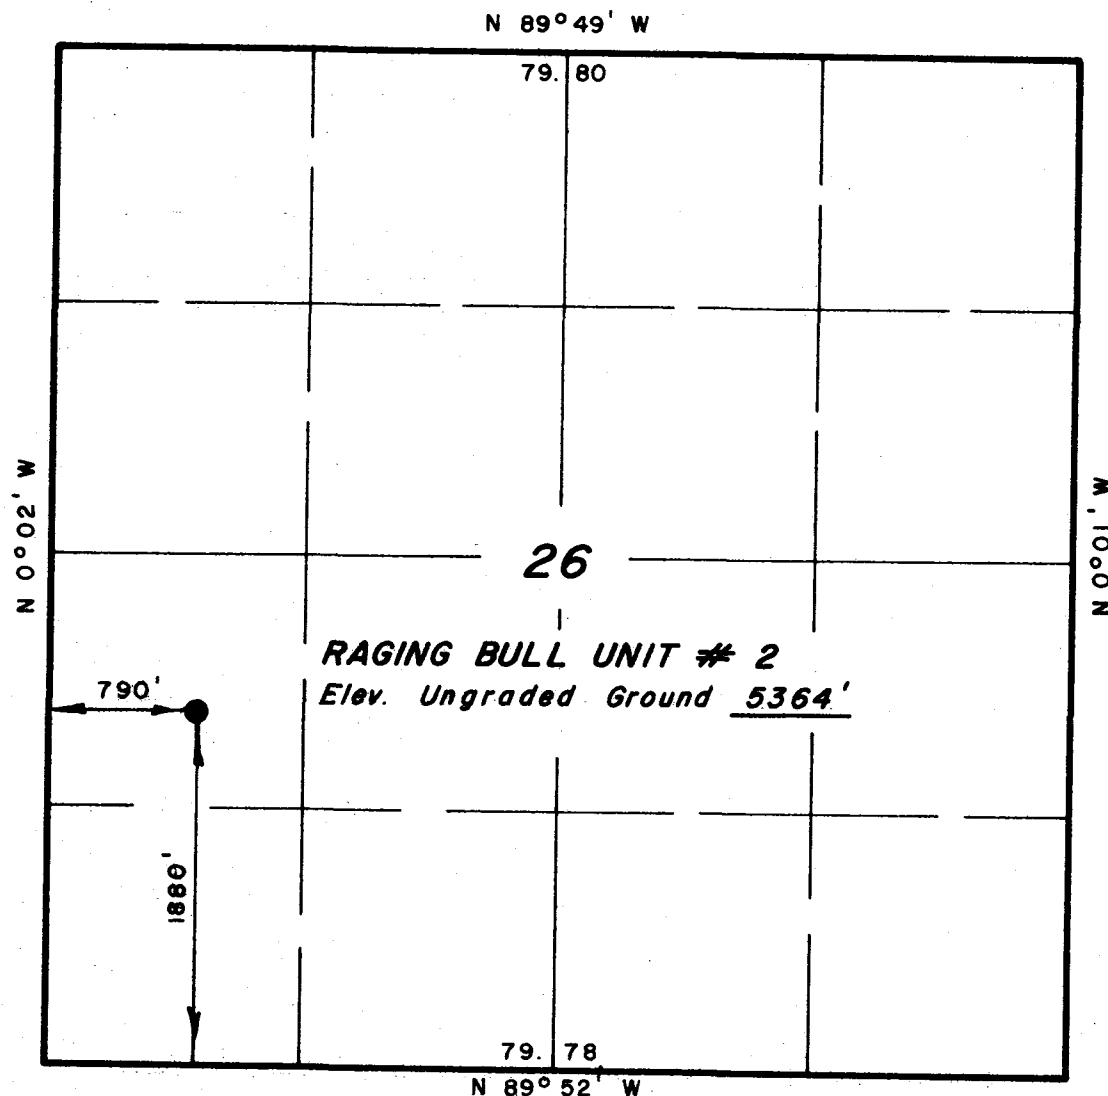 N 89°49' W
79.80
N 0°02' W
N 0°01' W
26
RAGING BULL UNIT # 2
Elev. Ungraded Ground 5364'
790'
1880'
79.78
N 89°52' W